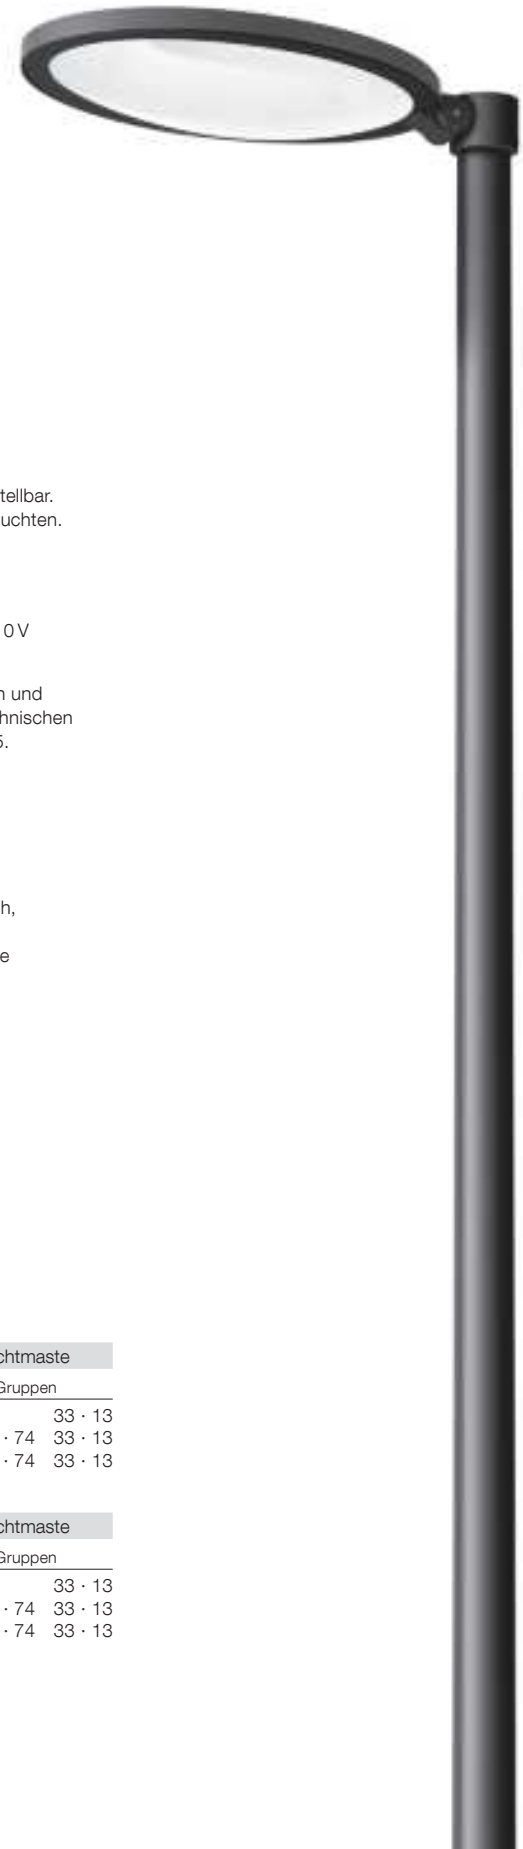 tellbar.
uchten.
0 V
n und
chnischen
5.
h,
e
chtmaste
Gruppen
33 · 13
· 74 33 · 13
· 74 33 · 13
chtmaste
Gruppen
33 · 13
· 74 33 · 13
· 74 33 · 13